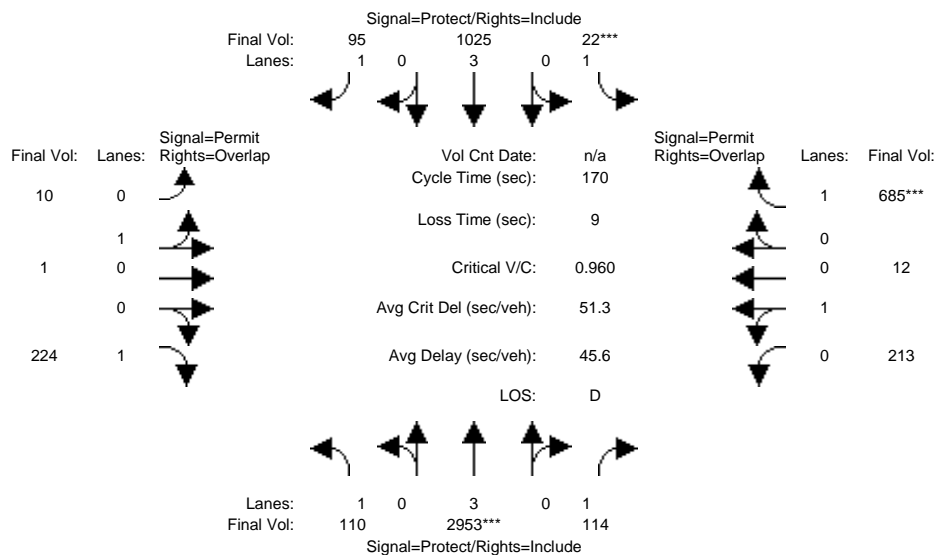 Signal=Protect/Rights=Include
Final Vol: 95 1025 22***
Lanes: 1 0 3 0 1
Signal=Permit Signal=Permit
Final Vol: Lanes: Rights=Overlap Vol Cnt Date: n/a Rights=Overlap Lanes: Final Vol:
Cycle Time (sec): 170
10 0 1 685***
Loss Time (sec): 9
1 0
1 0 Critical V/C: 0.960 0 12
0 Avg Crit Del (sec/veh): 51.3 1
224 1 Avg Delay (sec/veh): 45.6 0 213
LOS: D
Lanes: 1 0 3 0 1
Final Vol: 110 2953*** 114
Signal=Protect/Rights=Include